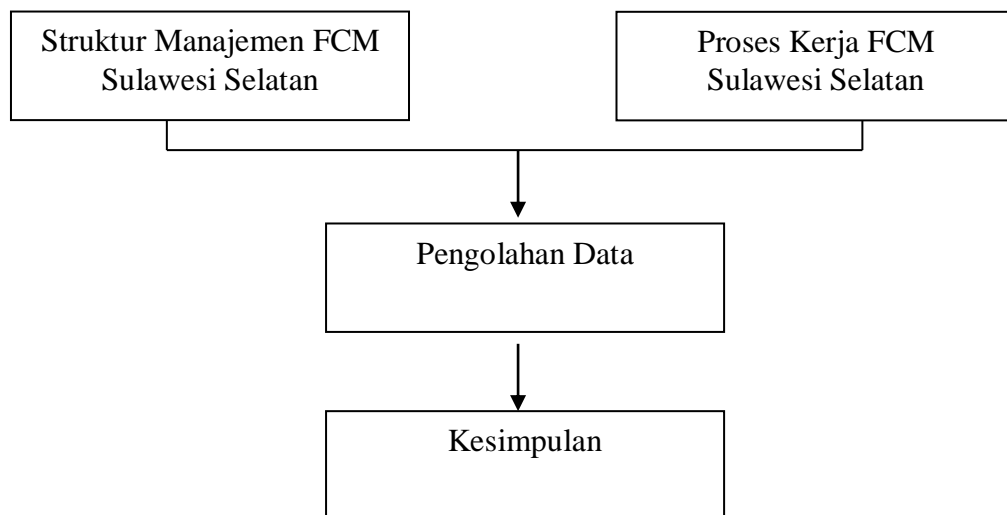 Struktur Manajemen FCM
Sulawesi Selatan
Proses Kerja FCM
Sulawesi Selatan
Pengolahan Data
Kesimpulan